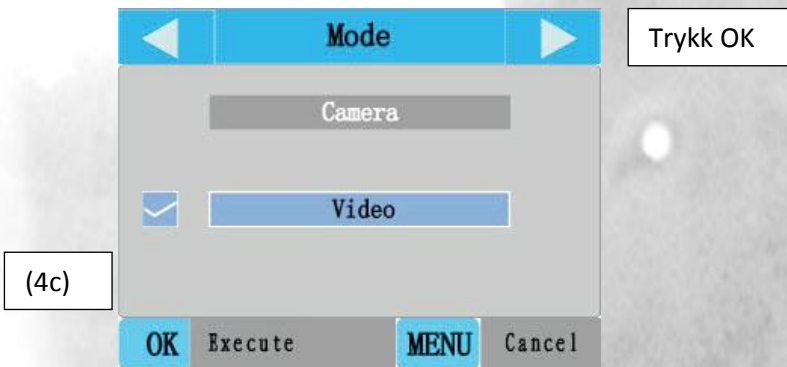 Mode
Trykk OK
Camera
Video
(4c)
OK Execute MENU Cancel